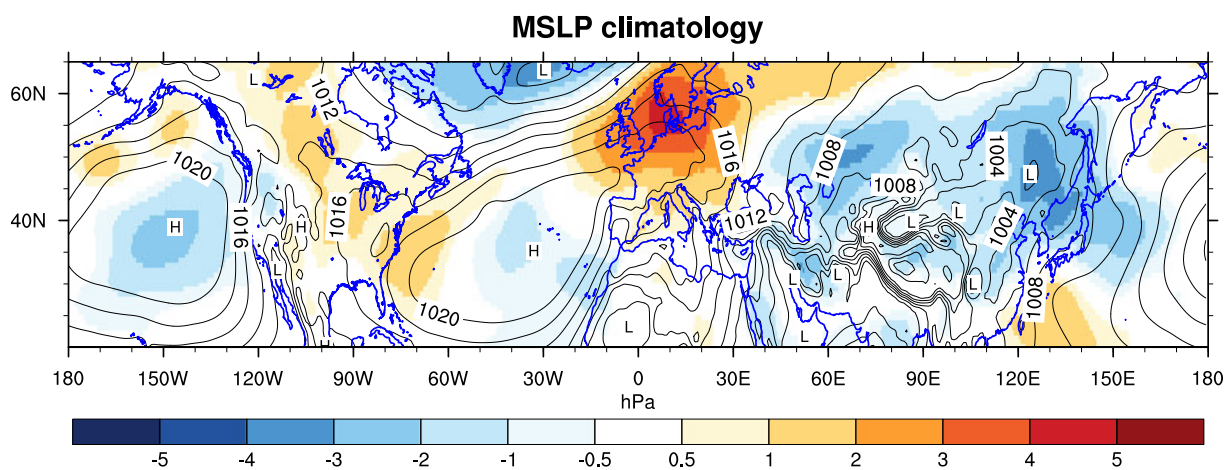 MSLP climatology
60N
40N
L
L
1012
1020
1016
1008
1004
1008
L
H
1016
1016
H
H
1012
H
L
L
1004
L
L
L
L
L
1020
1008
L
L
L
180
150W
120W
90W
60W
30W
0
30E
60E
90E
120E
150E
180
hPa
-5
-4
-3
-2
-1
-0.5
0.5
1
2
3
4
5